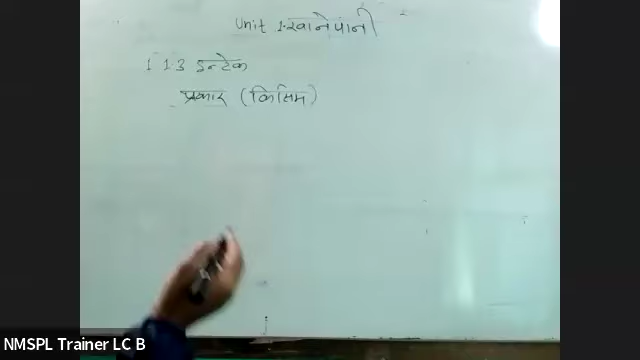 Unit 1.खानेपानी
1 1.3 इन्टेक
प्रकार (किसिम)
NMSPL Trainer LC B